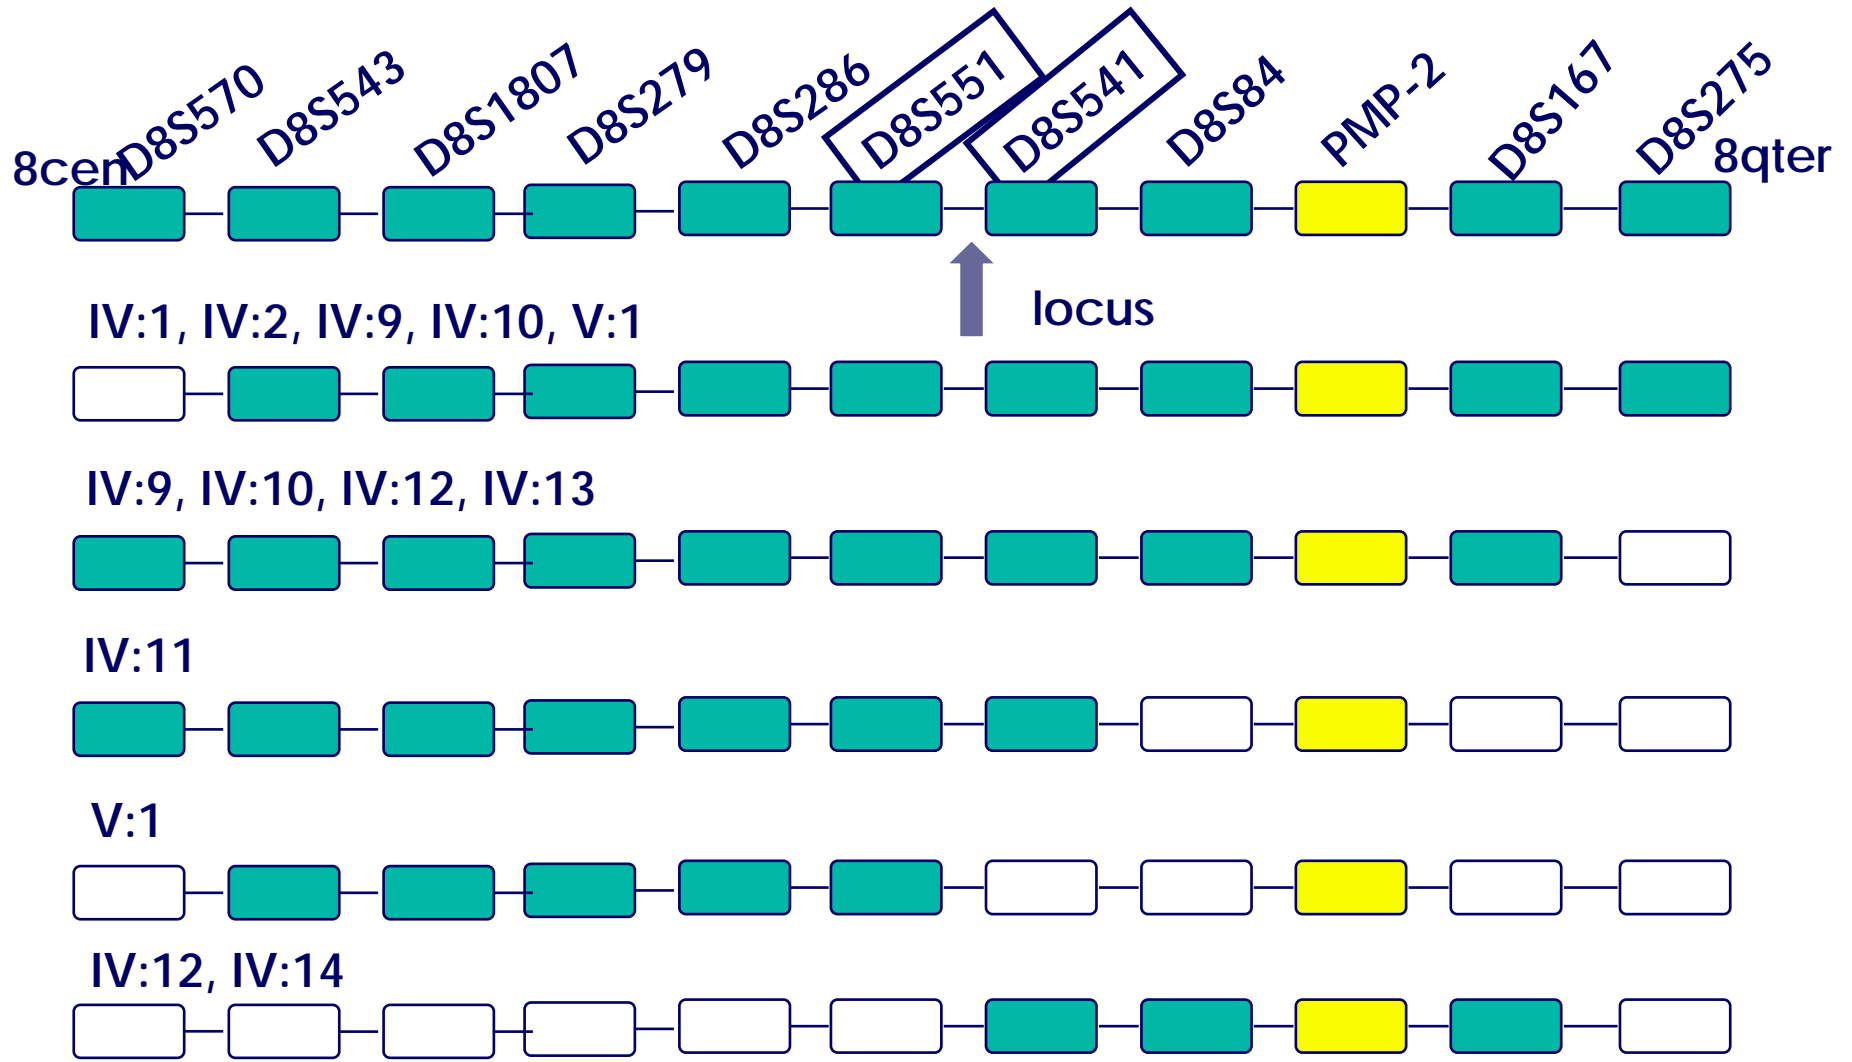 8cen
D8S570
D8S543
D8S1807
D8S279
D8S286
D8S551
D8S541
D8S84
PMP-2
D8S167
D8S275
8qter
locus
IV:1, IV:2, IV:9, IV:10, V:1
IV:9, IV:10, IV:12, IV:13
IV:11
V:1
IV:12, IV:14